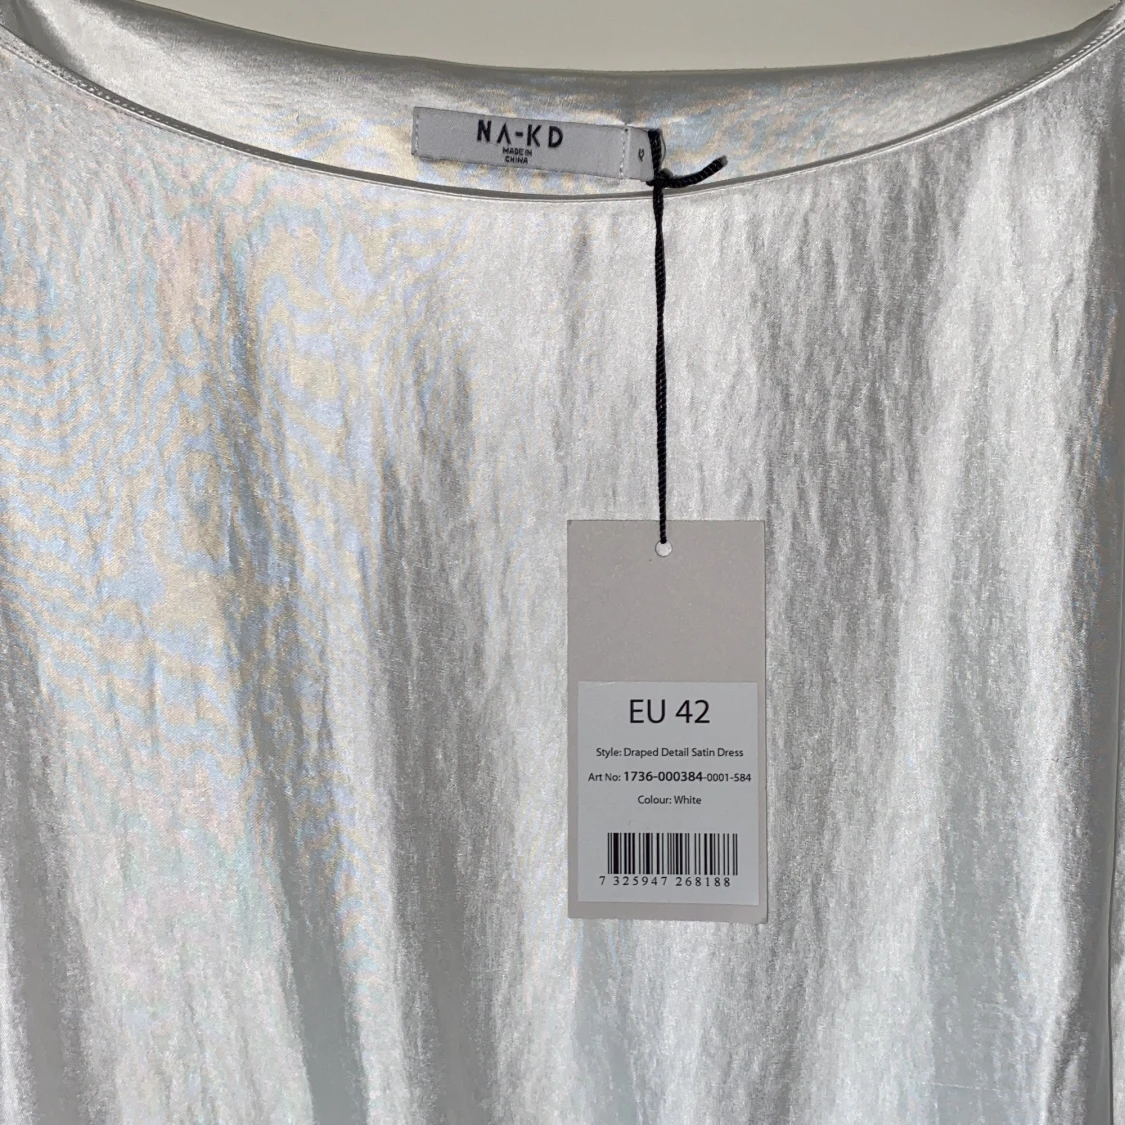 NA-KD
MADE IN
CHINA
42
EU 42
Style: Draped Detail Satin Dress
Art No: 1736-000384-0001-584
Colour: White
7 325947 268188